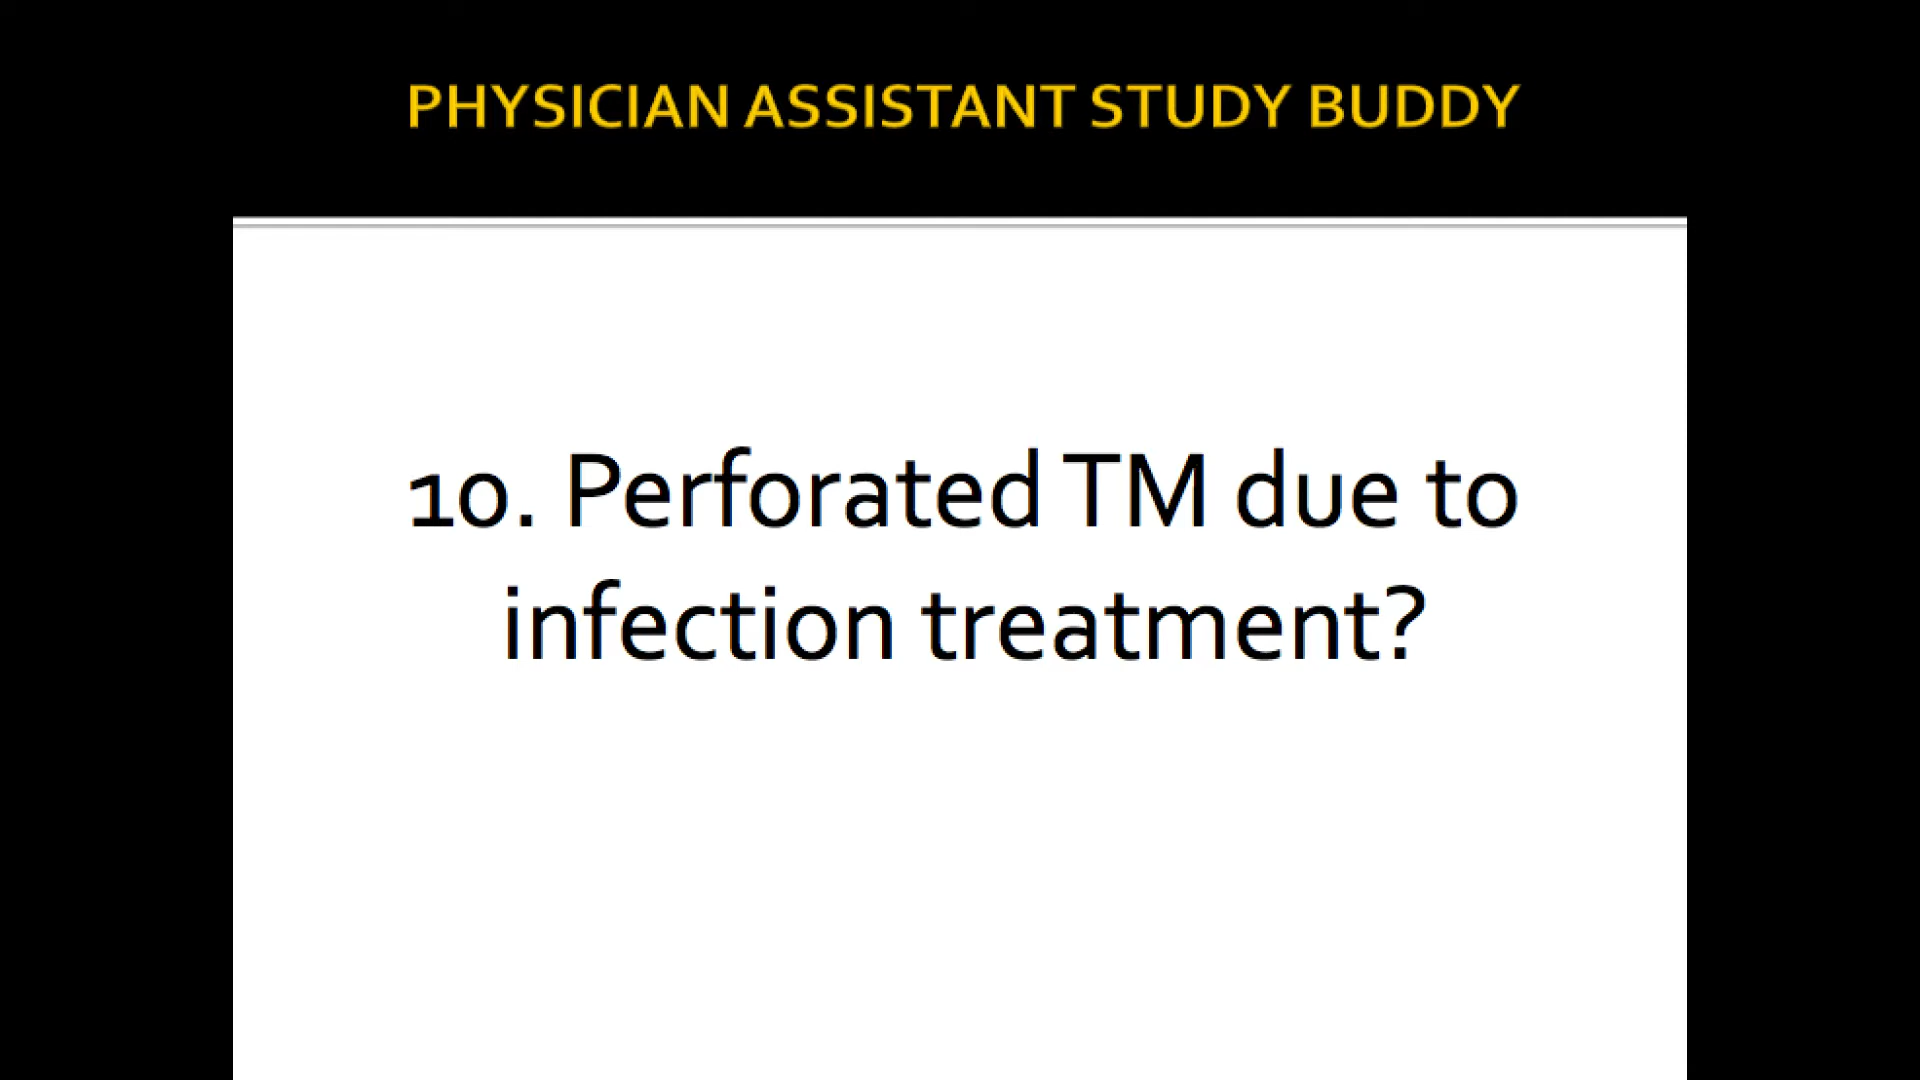 PHYSICIAN ASSISTANT STUDY BUDDY
10. Perforated TM due to
infection treatment?